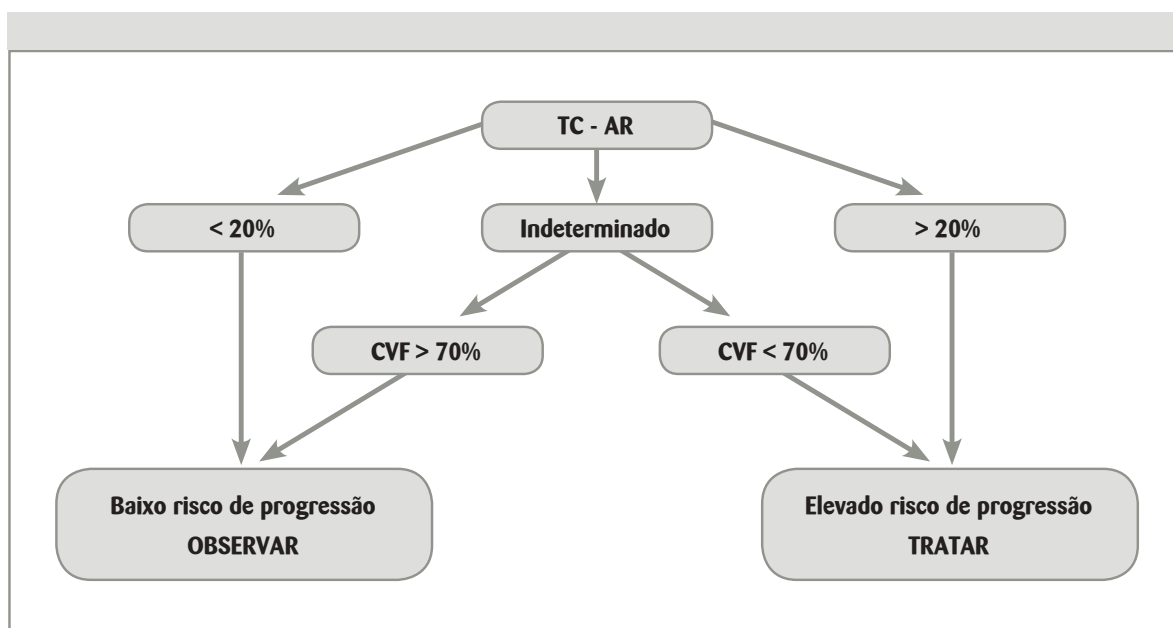 TC - AR
< 20%
Indeterminado
> 20%
CVF > 70%
CVF < 70%
Baixo risco de progressão
OBSERVAR
Elevado risco de progressão
TRATAR